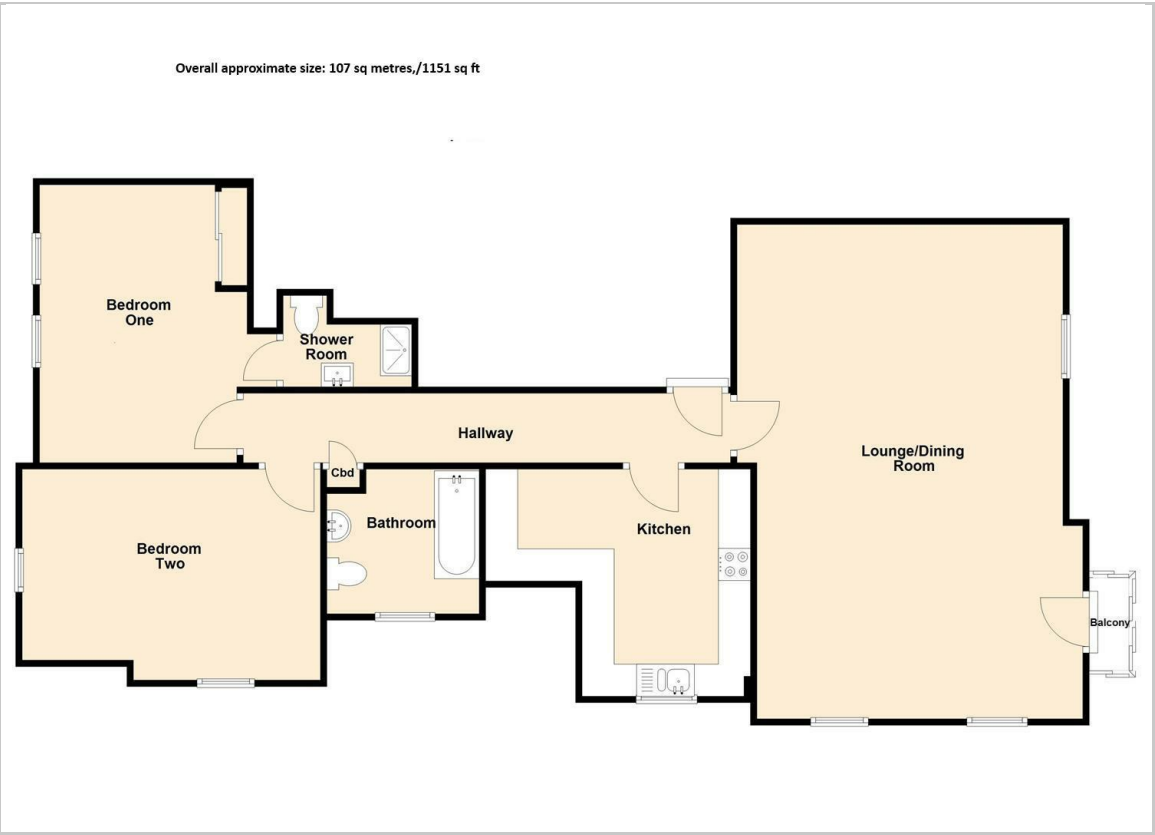 Overall approximate size: 107 sq metres,/1151 sq ft
Bedroom
One
Shower
Room
Hallway
Lounge/Dining
Room
Cbd
Bathroom
Kitchen
Bedroom
Two
Balcony